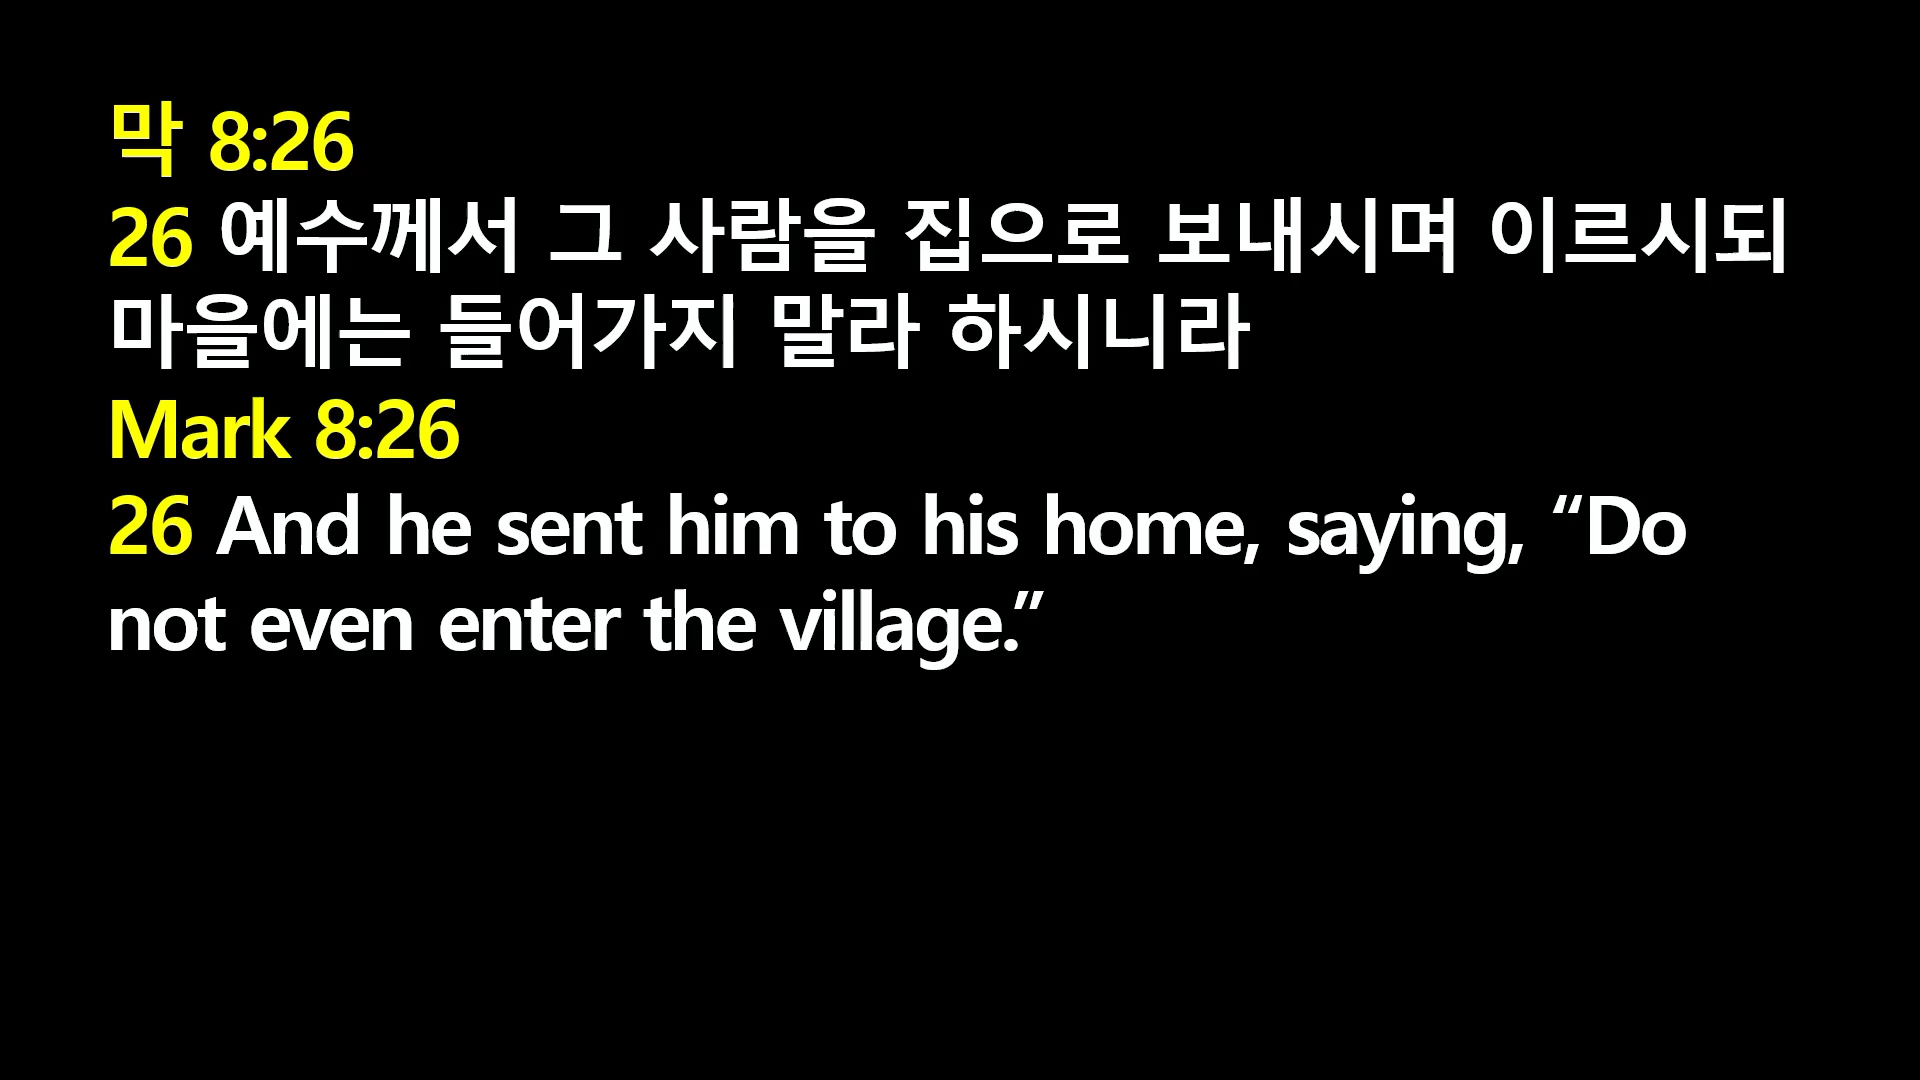 막 8:26
26 예수께서 그 사람을 집으로 보내시며 이르시되
마을에는 들어가지 말라 하시니라
Mark 8:26
26 And he sent him to his home, saying, “Do
not even enter the village.”